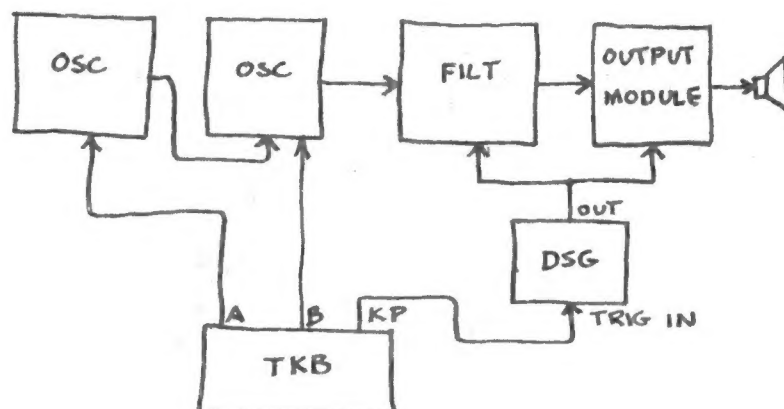 OSC
OSC
FILT
OUTPUT
MODULE
OUT
DSG
TRIG IN
A
B
KP
TKB